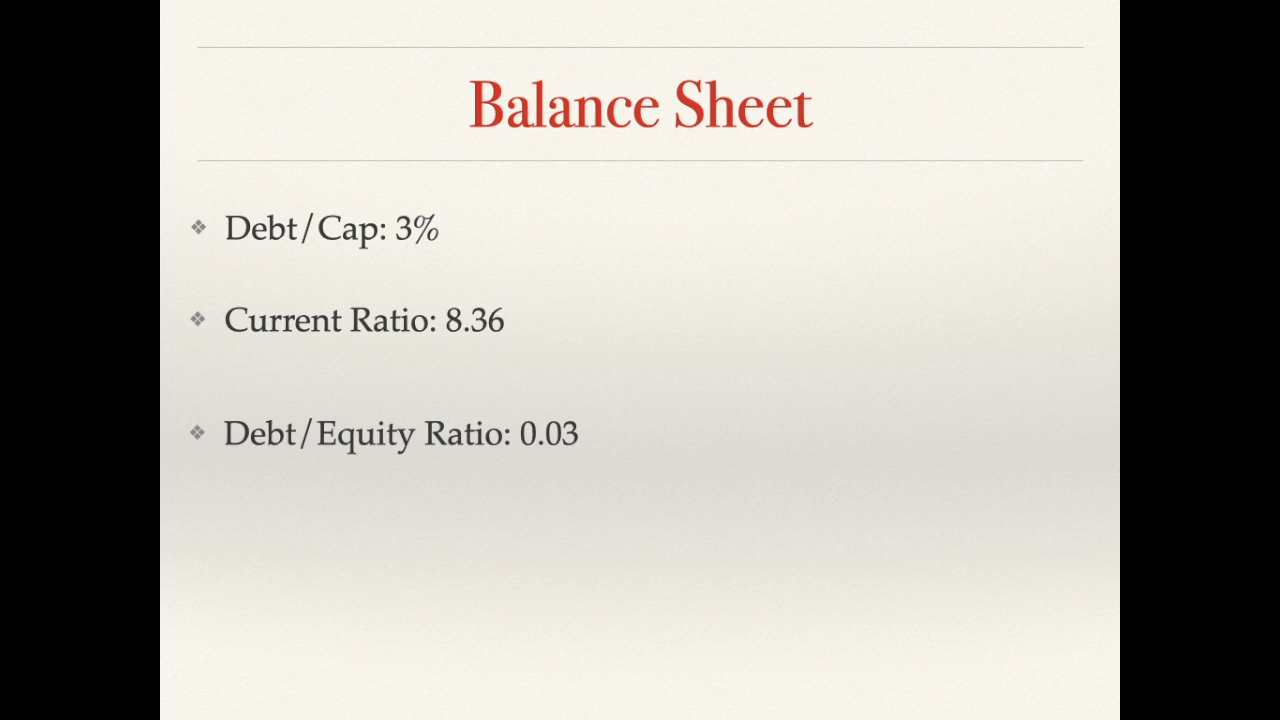 Balance Sheet
❖ Debt/Cap: 3%
❖ Current Ratio: 8.36
❖ Debt/Equity Ratio: 0.03